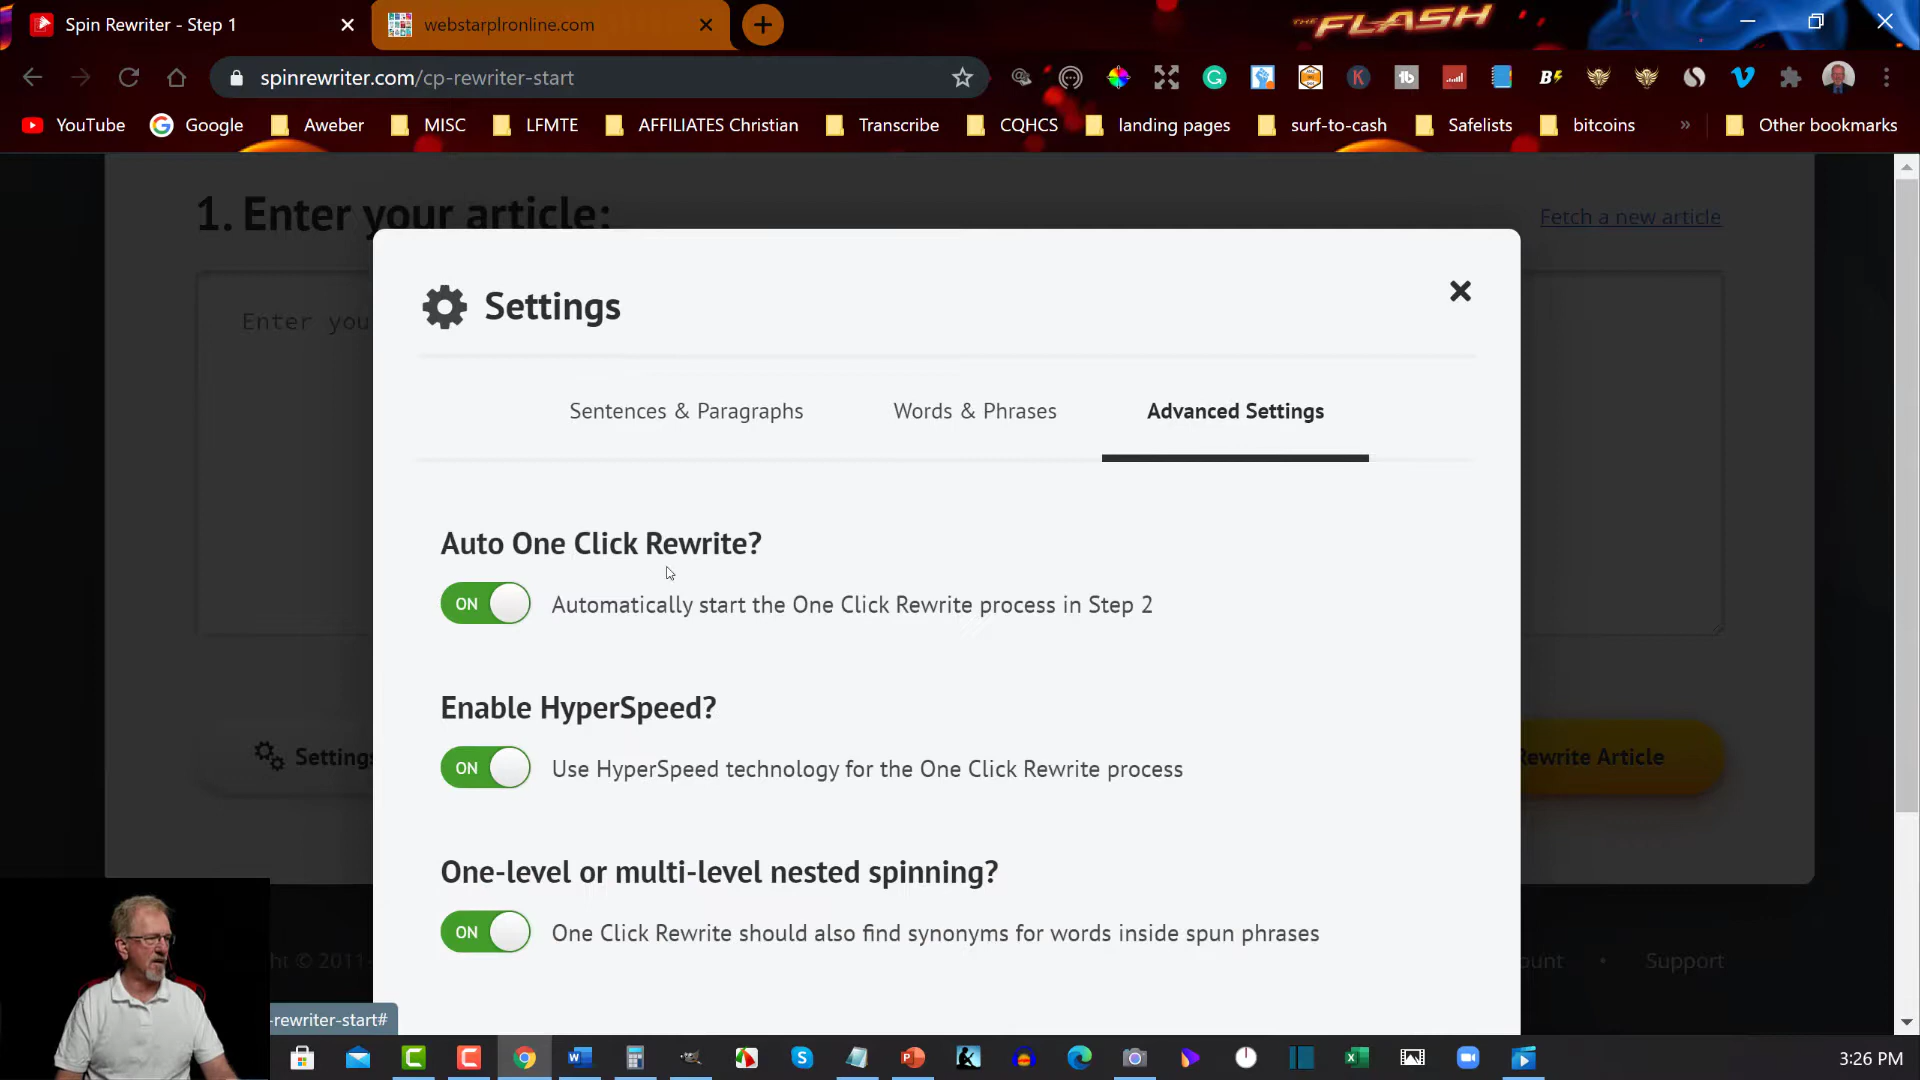 Spin Rewriter - Step 1
webstarplronline.com
THE FLASH
spinrewriter.com/cp-rewriter-start
YouTube
Google
Aweber
MISC
LFMTE
AFFILIATES Christian
Transcribe
CQHCS
landing pages
surf-to-cash
Safelists
bitcoins
»
Other bookmarks
1. Enter your article:
Fetch a new article
Enter you
Settings
Sentences & Paragraphs
Words & Phrases
Advanced Settings
Auto One Click Rewrite?
ON
Automatically start the One Click Rewrite process in Step 2
Enable HyperSpeed?
ON
Use HyperSpeed technology for the One Click Rewrite process
Settings
Rewrite Article
One-level or multi-level nested spinning?
ON
One Click Rewrite should also find synonyms for words inside spun phrases
ht © 2011-
ount • Support
-rewriter-start#
3:26 PM